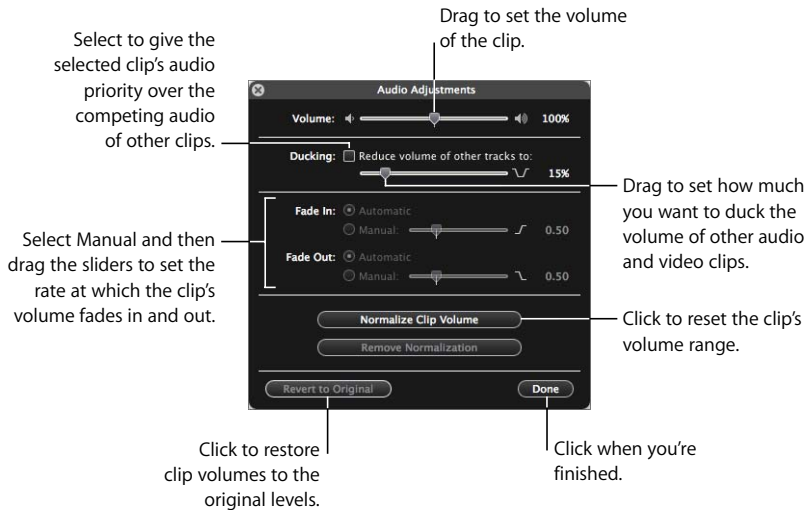 Drag to set the volume
of the clip.
Select to give the
selected clip's audio
priority over the
competing audio
of other clips.
Audio Adjustments
Volume: 100%
Ducking: Reduce volume of other tracks to:
15%
Drag to set how much
you want to duck the
volume of other audio
and video clips.
Fade In: Automatic
Manual: 0.50
Fade Out: Automatic
Manual: 0.50
Select Manual and then
drag the sliders to set the
rate at which the clip's
volume fades in and out.
Normalize Clip Volume
Remove Normalization
Click to reset the clip's
volume range.
Revert to Original
Done
Click to restore
clip volumes to the
original levels.
Click when you're
finished.